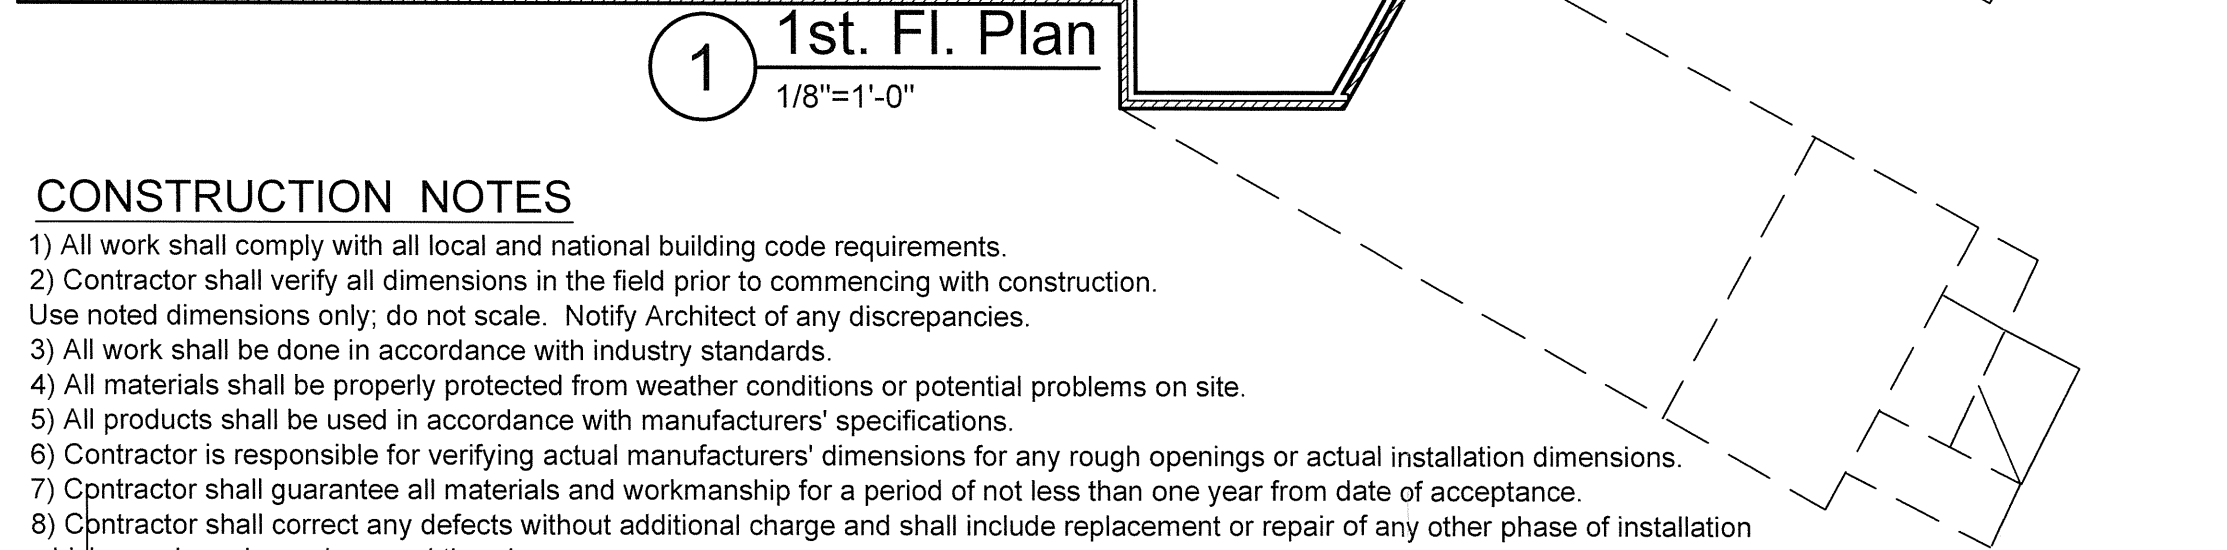 1
1st. Fl. Plan
1/8"=1'-0"
CONSTRUCTION NOTES
1) All work shall comply with all local and national building code requirements.
2) Contractor shall verify all dimensions in the field prior to commencing with construction.
Use noted dimensions only; do not scale. Notify Architect of any discrepancies.
3) All work shall be done in accordance with industry standards.
4) All materials shall be properly protected from weather conditions or potential problems on site.
5) All products shall be used in accordance with manufacturers' specifications.
6) Contractor is responsible for verifying actual manufacturers' dimensions for any rough openings or actual installation dimensions.
7) Contractor shall guarantee all materials and workmanship for a period of not less than one year from date of acceptance.
8) Contractor shall correct any defects without additional charge and shall include replacement or repair of any other phase of installation